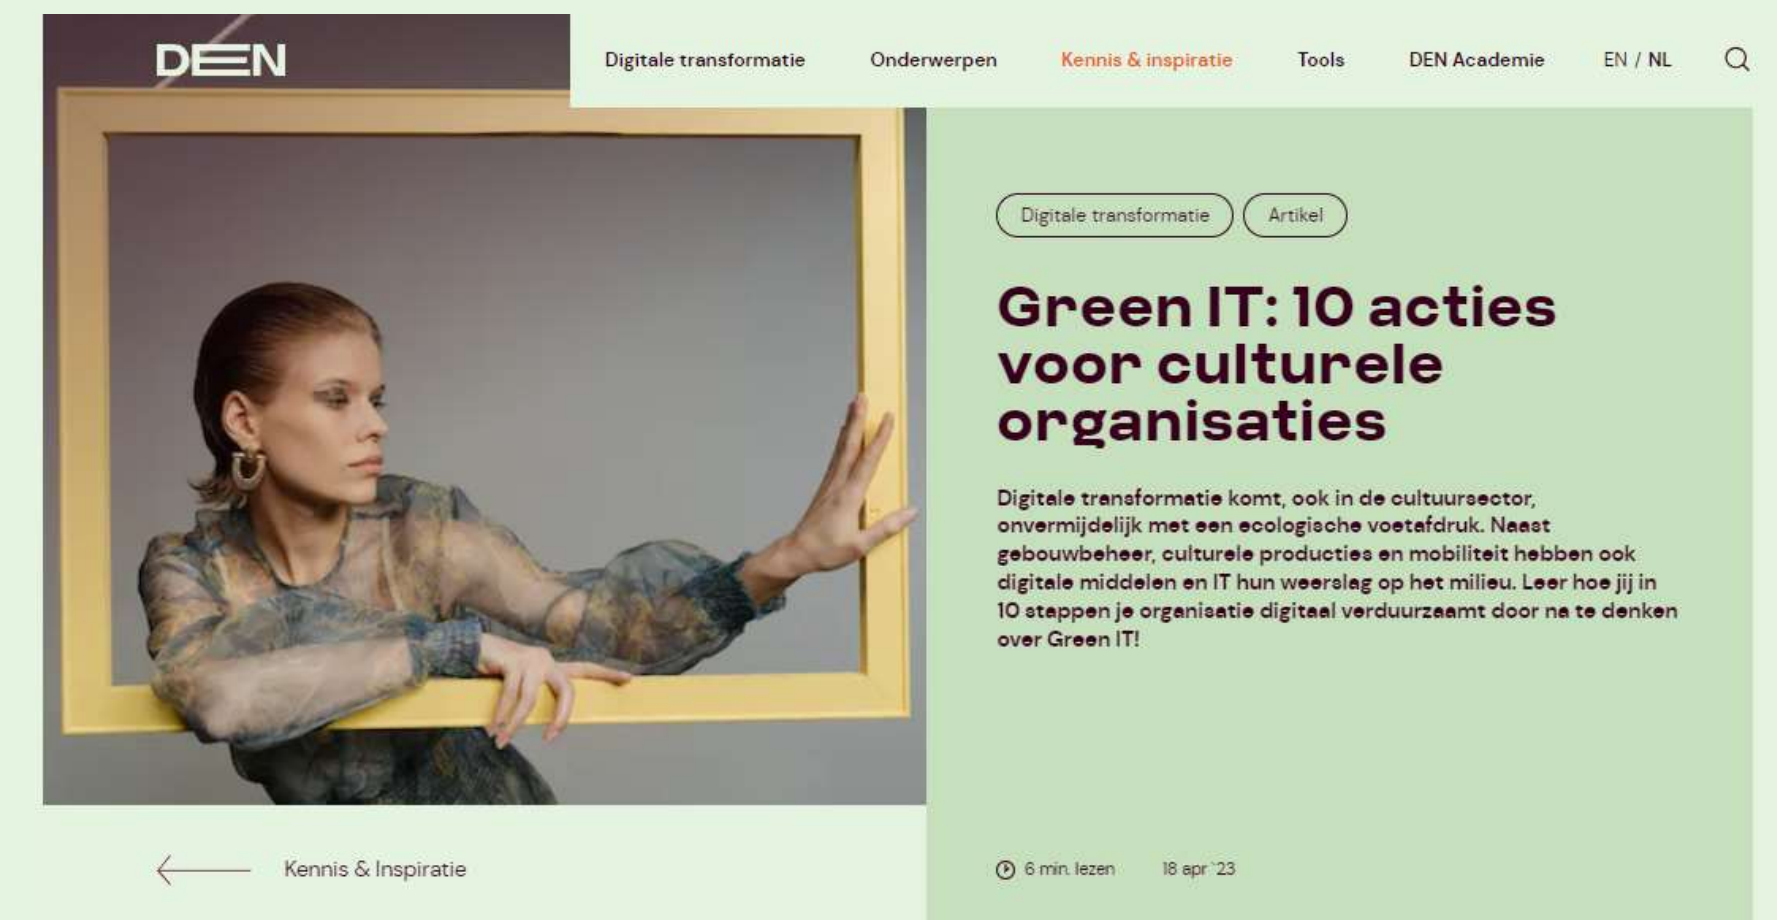 DEN
Digitale transformatie
Onderwerpen
Kennis & inspiratie
Tools
DEN Academie
EN / NL
Digitale transformatie
Artikel
Green IT: 10 acties
voor culturele
organisaties
Digitale transformatie komt, ook in de cultuursector,
onvermijdelijk met een ecologische voetafdruk. Naast
gebouwbeheer, culturele producties en mobiliteit hebben ook
digitale middelen en IT hun weerslag op het milieu. Leer hoe jij in
10 stappen je organisatie digitaal verduurzaamt door na te denken
over Green IT!
Kennis & Inspiratie
6 min. lezen
18 apr `23